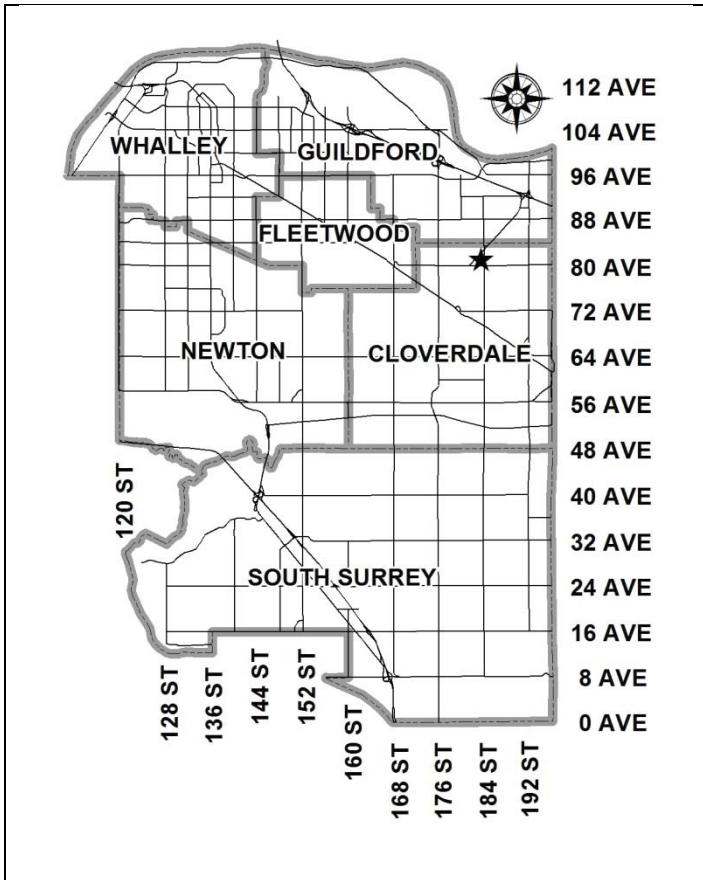 112 AVE
104 AVE
WHALLEY
GUILDFORD
96 AVE
88 AVE
FLEETWOOD
80 AVE
72 AVE
NEWTON
CLOVERDALE
64 AVE
56 AVE
48 AVE
120 ST
40 AVE
32 AVE
SOUTH SURREY
24 AVE
16 AVE
128 ST
136 ST
144 ST
152 ST
160 ST
8 AVE
0 AVE
168 ST
176 ST
184 ST
192 ST